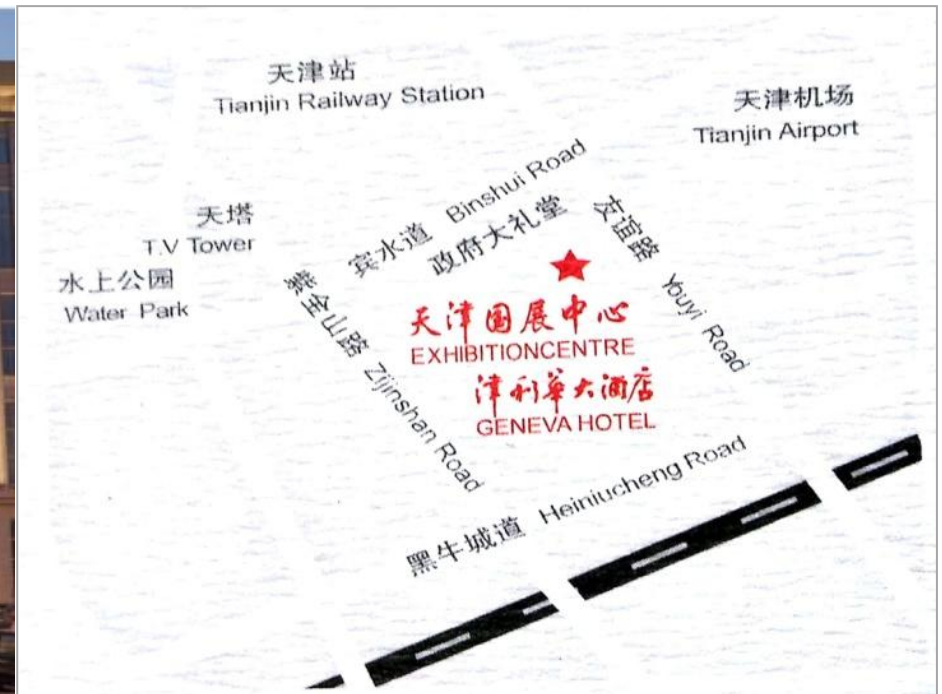 天津站
Tianjin Railway Station
天津机场
Tianjin Airport
宾水道 Binshui Road
政府大礼堂
友谊路 Youyi Road
天塔
T.V Tower
水上公园
Water Park
紫金山路 Zijinshan Road
天津国展中心
EXHIBITIONCENTRE
津利華大酒店
GENEVA HOTEL
黑牛城道 Heiniucheng Road